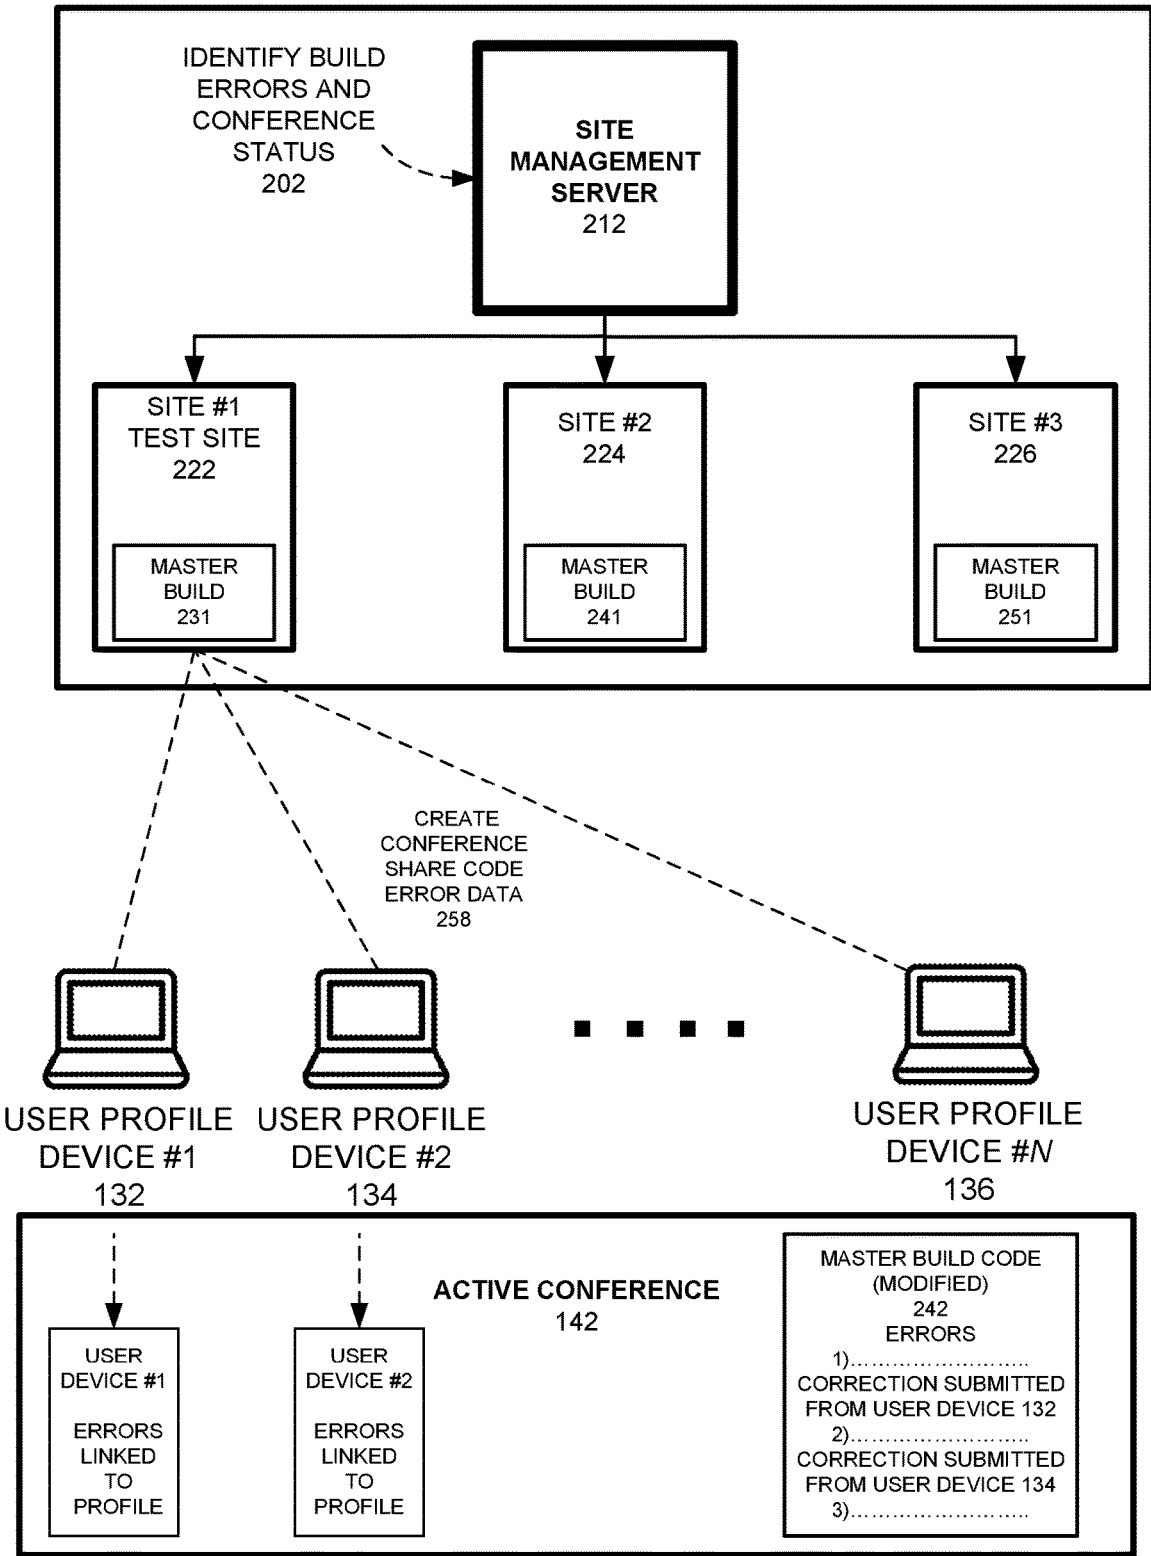 IDENTIFY BUILD
ERRORS AND
CONFERENCE
STATUS
202
SITE
MANAGEMENT
SERVER
212
SITE #1
TEST SITE
222
MASTER
BUILD
231
SITE #2
224
MASTER
BUILD
241
SITE #3
226
MASTER
BUILD
251
CREATE
CONFERENCE
SHARE CODE
ERROR DATA
258
USER PROFILE
DEVICE #1
132
USER PROFILE
DEVICE #2
134
USER PROFILE
DEVICE #N
136
ACTIVE CONFERENCE
142
USER
DEVICE #1
ERRORS
LINKED
TO
PROFILE
USER
DEVICE #2
ERRORS
LINKED
TO
PROFILE
MASTER BUILD CODE
(MODIFIED)
242
ERRORS
1)...........................
CORRECTION SUBMITTED
FROM USER DEVICE 132
2)...........................
CORRECTION SUBMITTED
FROM USER DEVICE 134
3)...........................